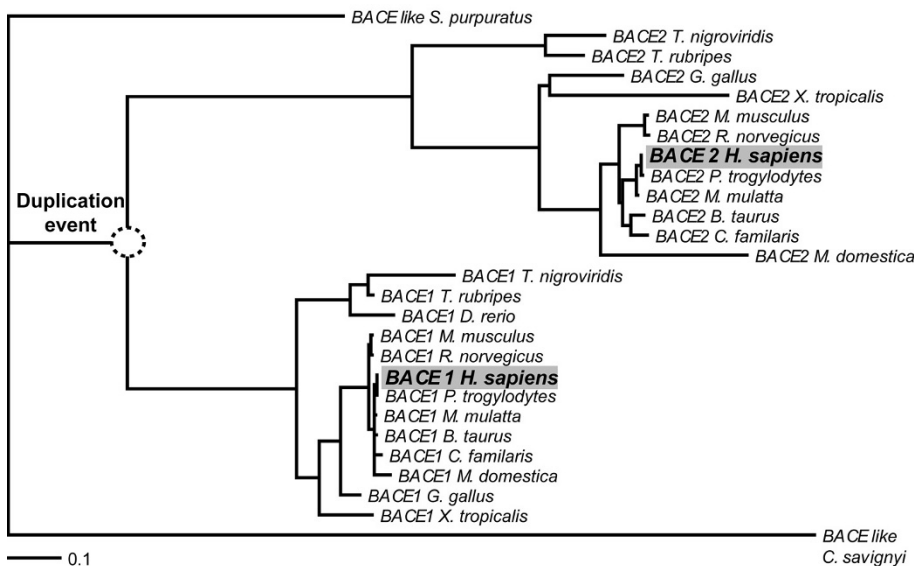 BACE like S. purpuratus
BACE2 T. nigroviridis
BACE2 T. rubripes
BACE2 G. gallus
BACE2 X. tropicalis
BACE2 M. musculus
BACE2 R. norvegicus
BACE 2 H. sapiens
BACE2 P. trogylodytes
BACE2 M. mulatta
BACE2 B. taurus
BACE2 C. familaris
BACE2 M. domestica
Duplication
event
BACE1 T. nigroviridis
BACE1 T. rubripes
BACE1 D. rerio
BACE1 M. musculus
BACE1 R. norvegicus
BACE 1 H. sapiens
BACE1 P. trogylodytes
BACE1 M. mulatta
BACE1 B. taurus
BACE1 C. familaris
BACE1 M. domestica
BACE1 G. gallus
BACE1 X. tropicalis
BACE like
C. savignyi
0.1